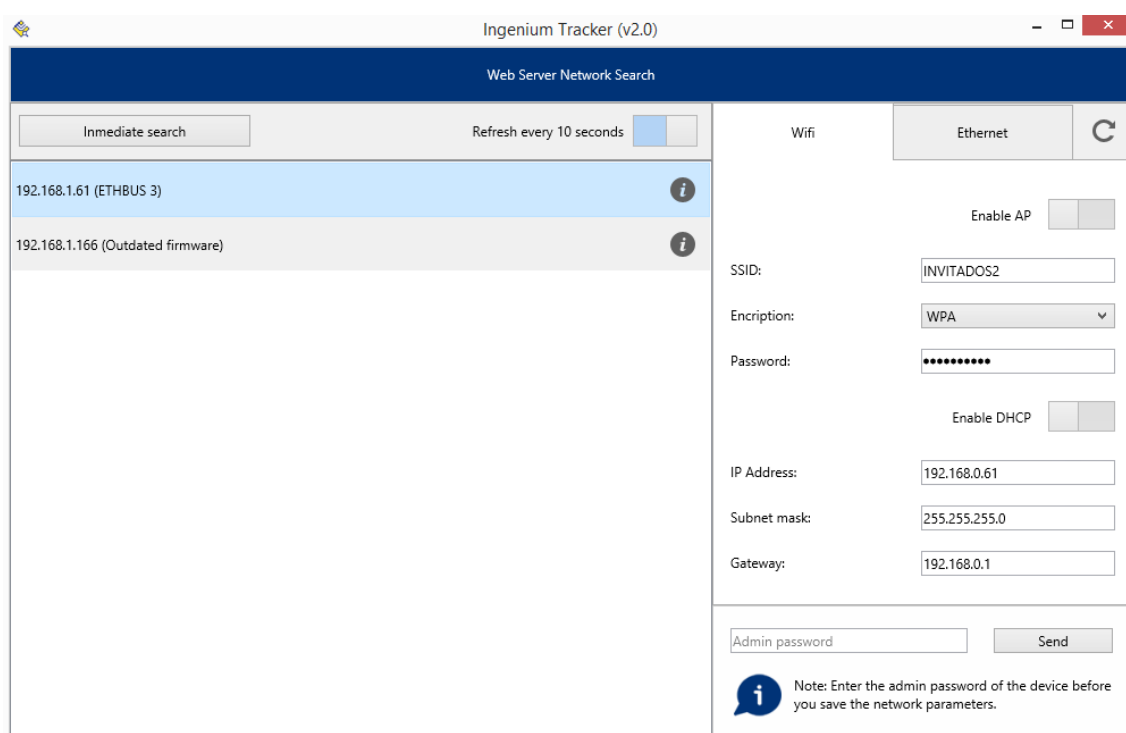 Ingenium Tracker (v2.0)
Web Server Network Search
Inmediate search
Refresh every 10 seconds
192.168.1.61 (ETHBUS 3)
192.168.1.166 (Outdated firmware)
Wifi
Ethernet
Enable AP
SSID: INVITADOS2
Encription: WPA
Password: ••••••••••
Enable DHCP
IP Address: 192.168.0.61
Subnet mask: 255.255.255.0
Gateway: 192.168.0.1
Admin password
Send
Note: Enter the admin password of the device before
you save the network parameters.